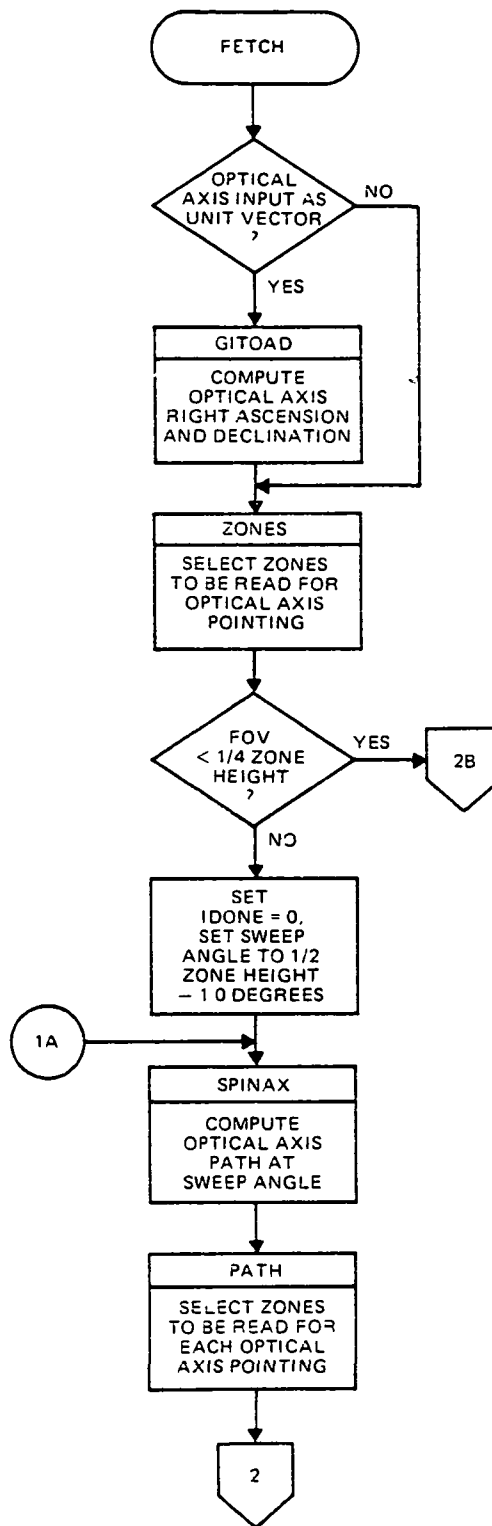 FETCH
OPTICAL
AXIS INPUT AS
UNIT VECTOR
?
NO
YES
GITOAD
COMPUTE
OPTICAL AXIS
RIGHT ASCENSION
AND DECLINATION
ZONES
SELECT ZONES
TO BE READ FOR
OPTICAL AXIS
POINTING
FOV
< 1/4 ZONE
HEIGHT
?
YES
2B
NO
SET
IDONE = 0,
SET SWEEP
ANGLE TO 1/2
ZONE HEIGHT
– 1 0 DEGREES
1A
SPINAX
COMPUTE
OPTICAL AXIS
PATH AT
SWEEP ANGLE
PATH
SELECT ZONES
TO BE READ FOR
EACH OPTICAL
AXIS POINTING
2